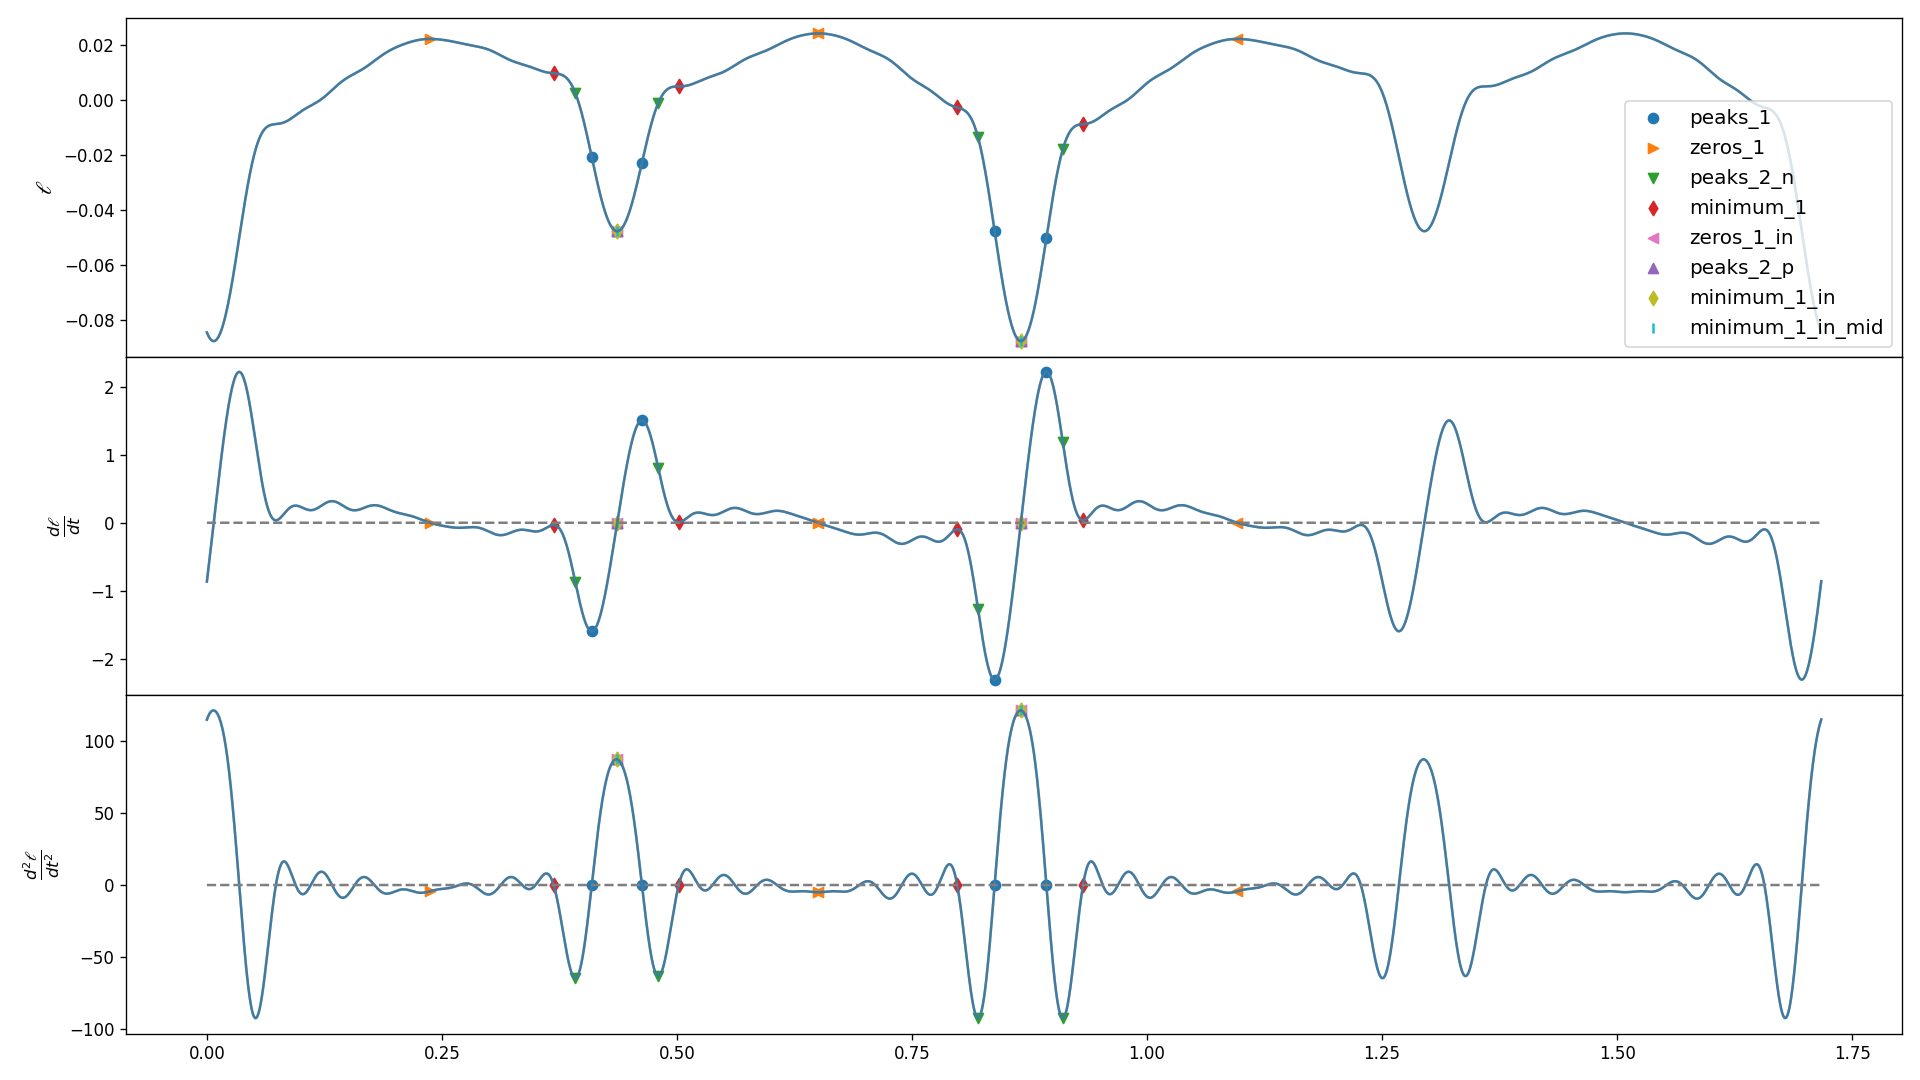 0.02
0.00
−0.02
−0.04
−0.06
−0.08
ℓ
peaks_1
zeros_1
peaks_2_n
minimum_1
zeros_1_in
peaks_2_p
minimum_1_in
minimum_1_in_mid
2
1
0
−1
−2
dℓ/dt
100
50
0
−50
−100
d²ℓ/dt²
0.00 0.25 0.50 0.75 1.00 1.25 1.50 1.75